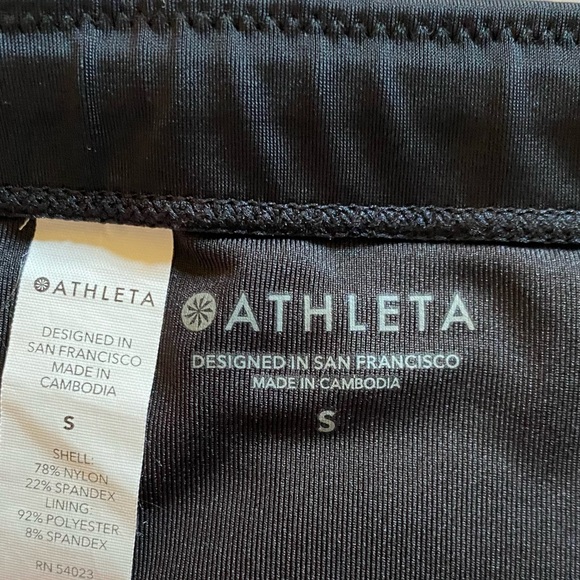 ATHLETA
DESIGNED IN
SAN FRANCISCO
MADE IN
CAMBODIA
S
SHELL:
78% NYLON
22% SPANDEX
LINING:
92% POLYESTER
8% SPANDEX
RN 54023
ATHLETA
DESIGNED IN SAN FRANCISCO
MADE IN CAMBODIA
S